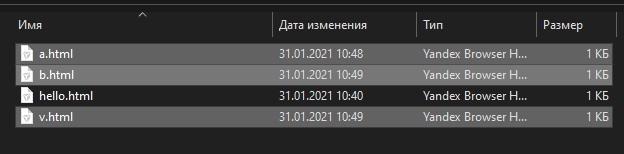 Имя Дата изменения Тип Размер
a.html 31.01.2021 10:48 Yandex Browser H... 1 КБ
b.html 31.01.2021 10:49 Yandex Browser H... 1 КБ
hello.html 31.01.2021 10:40 Yandex Browser H... 1 КБ
v.html 31.01.2021 10:49 Yandex Browser H... 1 КБ